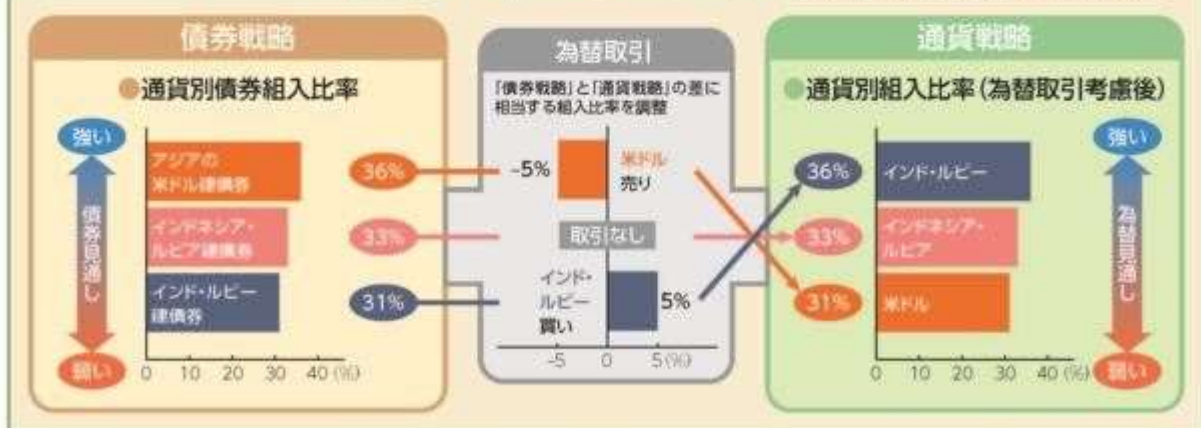 債券戦略
●通貨別債券組入比率
強い
債券見通し
弱い
アジアの
米ドル建債券
インドネシア・
ルピア建債券
インド・ルピー
建債券
0 10 20 30 40 (%)
36%
33%
31%
為替取引
「債券戦略」と「通貨戦略」の差に
相当する組入比率を調整
-5%
米ドル
売り
取引なし
インド・
ルピー
買い
5%
-5 0 5(%)
通貨戦略
●通貨別組入比率(為替取引考慮後)
36%
33%
31%
インド・ルピー
インドネシア・
ルピア
米ドル
0 10 20 30 40 (%)
強い
為替見通し
弱い